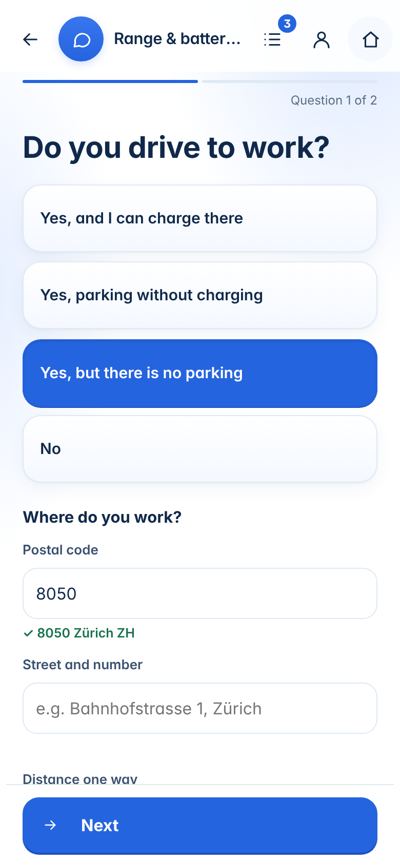 Range & batter...
3
Question 1 of 2
Do you drive to work?
Yes, and I can charge there
Yes, parking without charging
Yes, but there is no parking
No
Where do you work?
Postal code
8050
✓ 8050 Zürich ZH
Street and number
e.g. Bahnhofstrasse 1, Zürich
Distance one way
→ Next